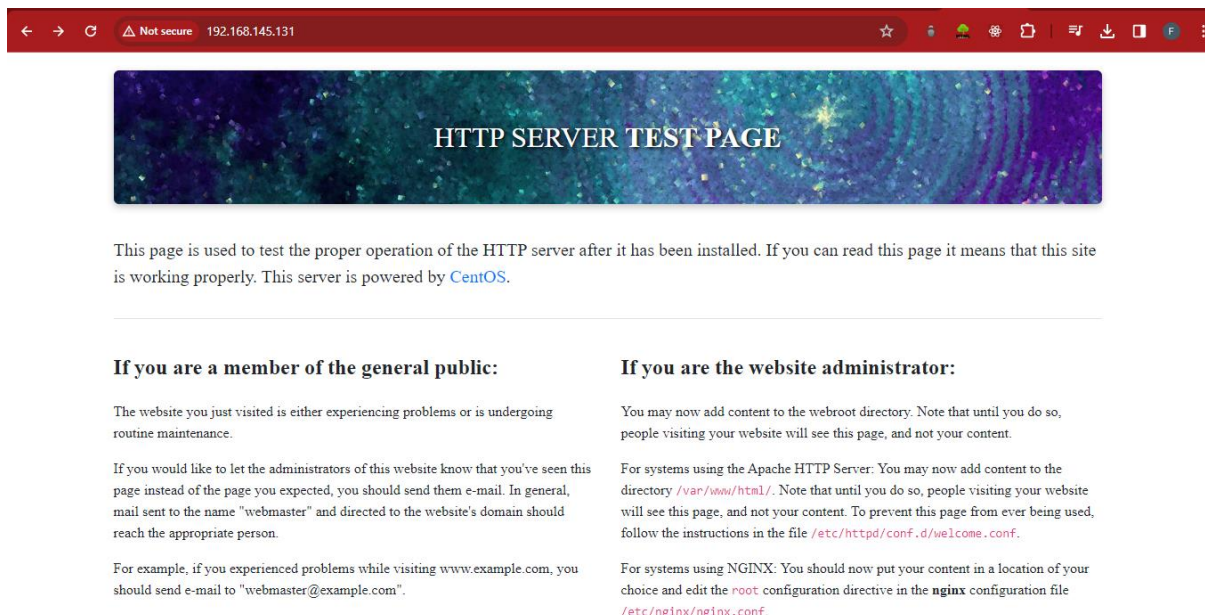 Not secure 192.168.145.131
F
HTTP SERVER TEST PAGE
This page is used to test the proper operation of the HTTP server after it has been installed. If you can read this page it means that this site
is working properly. This server is powered by CentOS.
If you are a member of the general public:
The website you just visited is either experiencing problems or is undergoing
routine maintenance.
If you would like to let the administrators of this website know that you've seen this
page instead of the page you expected, you should send them e-mail. In general,
mail sent to the name "webmaster" and directed to the website's domain should
reach the appropriate person.
For example, if you experienced problems while visiting www.example.com, you
should send e-mail to "webmaster@example.com".
If you are the website administrator:
You may now add content to the webroot directory. Note that until you do so,
people visiting your website will see this page, and not your content.
For systems using the Apache HTTP Server: You may now add content to the
directory /var/www/html/. Note that until you do so, people visiting your website
will see this page, and not your content. To prevent this page from ever being used,
follow the instructions in the file /etc/httpd/conf.d/welcome.conf.
For systems using NGINX: You should now put your content in a location of your
choice and edit the root configuration directive in the nginx configuration file
/etc/nginx/nginx.conf.